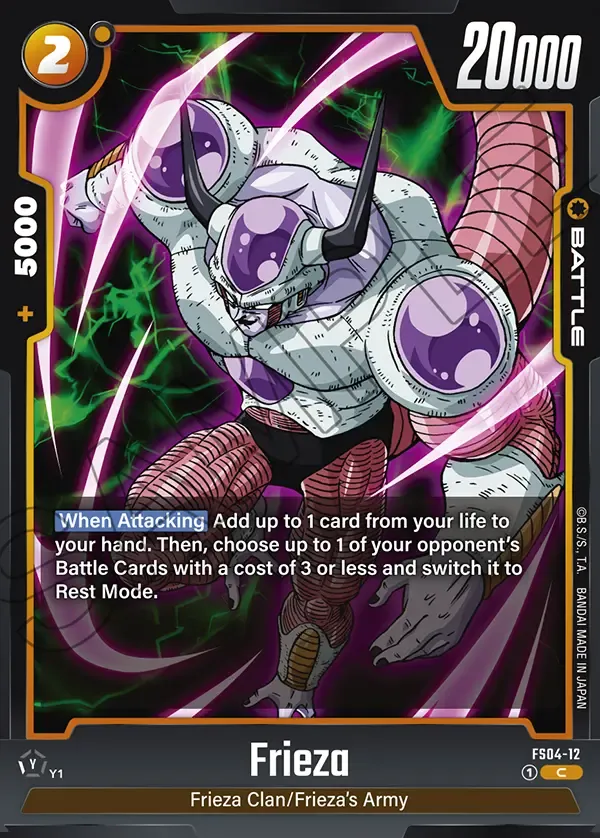 2
20000
+ 5000
BATTLE
When Attacking Add up to 1 card from your life to
your hand. Then, choose up to 1 of your opponent's
Battle Cards with a cost of 3 or less and switch it to
Rest Mode.
©B.S./S., T.A. BANDAI MADE IN JAPAN
SAMPLE
Frieza
FS04-12
Y Y1
1 C
Frieza Clan/Frieza's Army